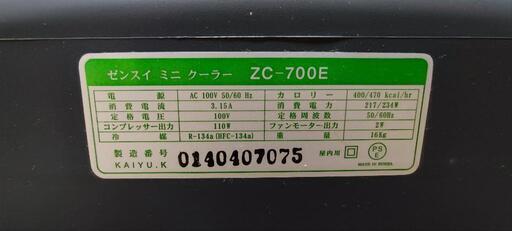 ゼンスイ ミニ クーラー ZC-700E
電源 AC 100V 50/60 Hz カロリー 400/470 kcal/hr
消費電流 3.15A 消費電力 217/234W
定格電圧 100V 定格周波数 50/60Hz
コンプレッサー出力 110W ファンモーター出力 2W
冷 R-134a(HFC-134a) 重量 16Kg
製造番号 0140407075 屋内用 PS E
KAIYU.K MADE IN KOREA